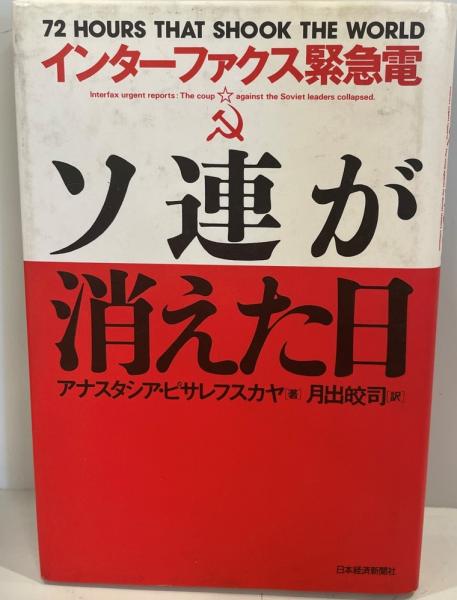 72 HOURS THAT SHOOK THE WORLD
インターファクス緊急電
Interfax urgent reports: The coup ☆ against the Soviet leaders collapsed.
ソ連が
消えた日
アナスタシア・ピサレフスカヤ[著] 月出皎司[訳]
日本経済新聞社